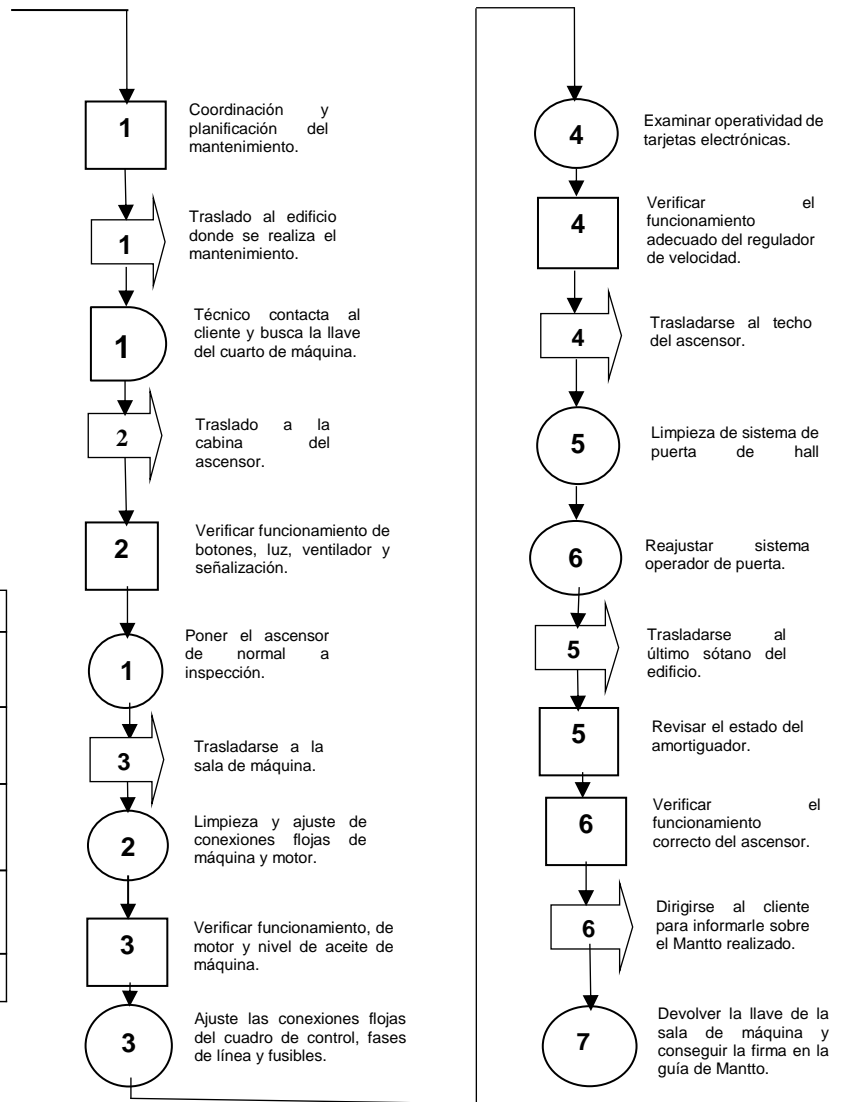 1
Coordinación y
planificación del
mantenimiento.
1
Traslado al edificio
donde se realiza el
mantenimiento.
1
Técnico contacta al
cliente y busca la llave
del cuarto de máquina.
2
Traslado a la
cabina del
ascensor.
2
Verificar funcionamiento de
botones, luz, ventilador y
señalización.
1
Poner el ascensor
de normal a
inspección.
3
Trasladarse a la
sala de máquina.
2
Limpieza y ajuste de
conexiones flojas de
máquina y motor.
3
Verificar funcionamiento, de
motor y nivel de aceite de
máquina.
3
Ajuste las conexiones flojas
del cuadro de control, fases
de línea y fusibles.
4
Examinar operatividad de
tarjetas electrónicas.
4
Verificar el
funcionamiento
adecuado del regulador
de velocidad.
4
Trasladarse al techo
del ascensor.
5
Limpieza de sistema de
puerta de hall
6
Reajustar sistema
operador de puerta.
5
Trasladarse al
último sótano del
edificio.
5
Revisar el estado del
amortiguador.
6
Verificar el
funcionamiento
correcto del ascensor.
6
Dirigirse al cliente
para informarle sobre
el Mantto realizado.
7
Devolver la llave de la
sala de máquina y
conseguir la firma en la
guía de Mantto.